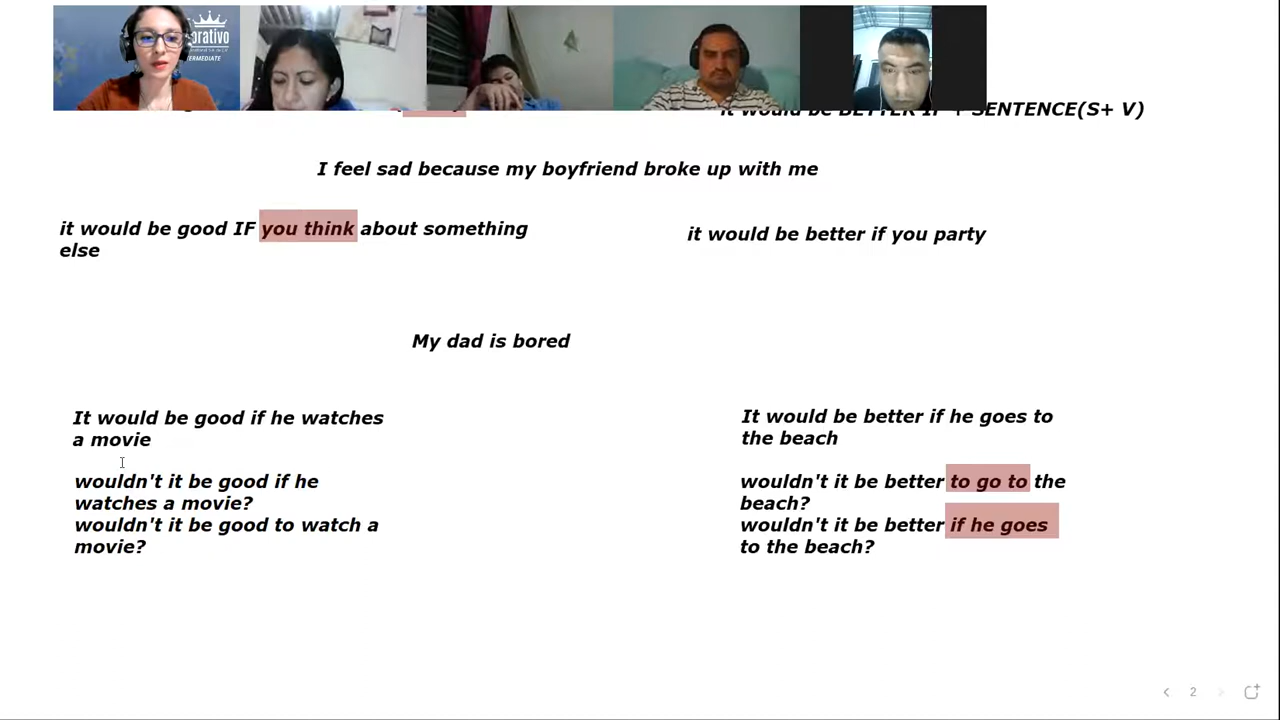 orativo
ERMEDIATE
it would be BETTER IF + SENTENCE(S+ V)
I feel sad because my boyfriend broke up with me
it would be good IF you think about something
else
it would be better if you party
My dad is bored
It would be good if he watches
a movie
wouldn't it be good if he
watches a movie?
wouldn't it be good to watch a
movie?
It would be better if he goes to
the beach
wouldn't it be better to go to the
beach?
wouldn't it be better if he goes
to the beach?
2